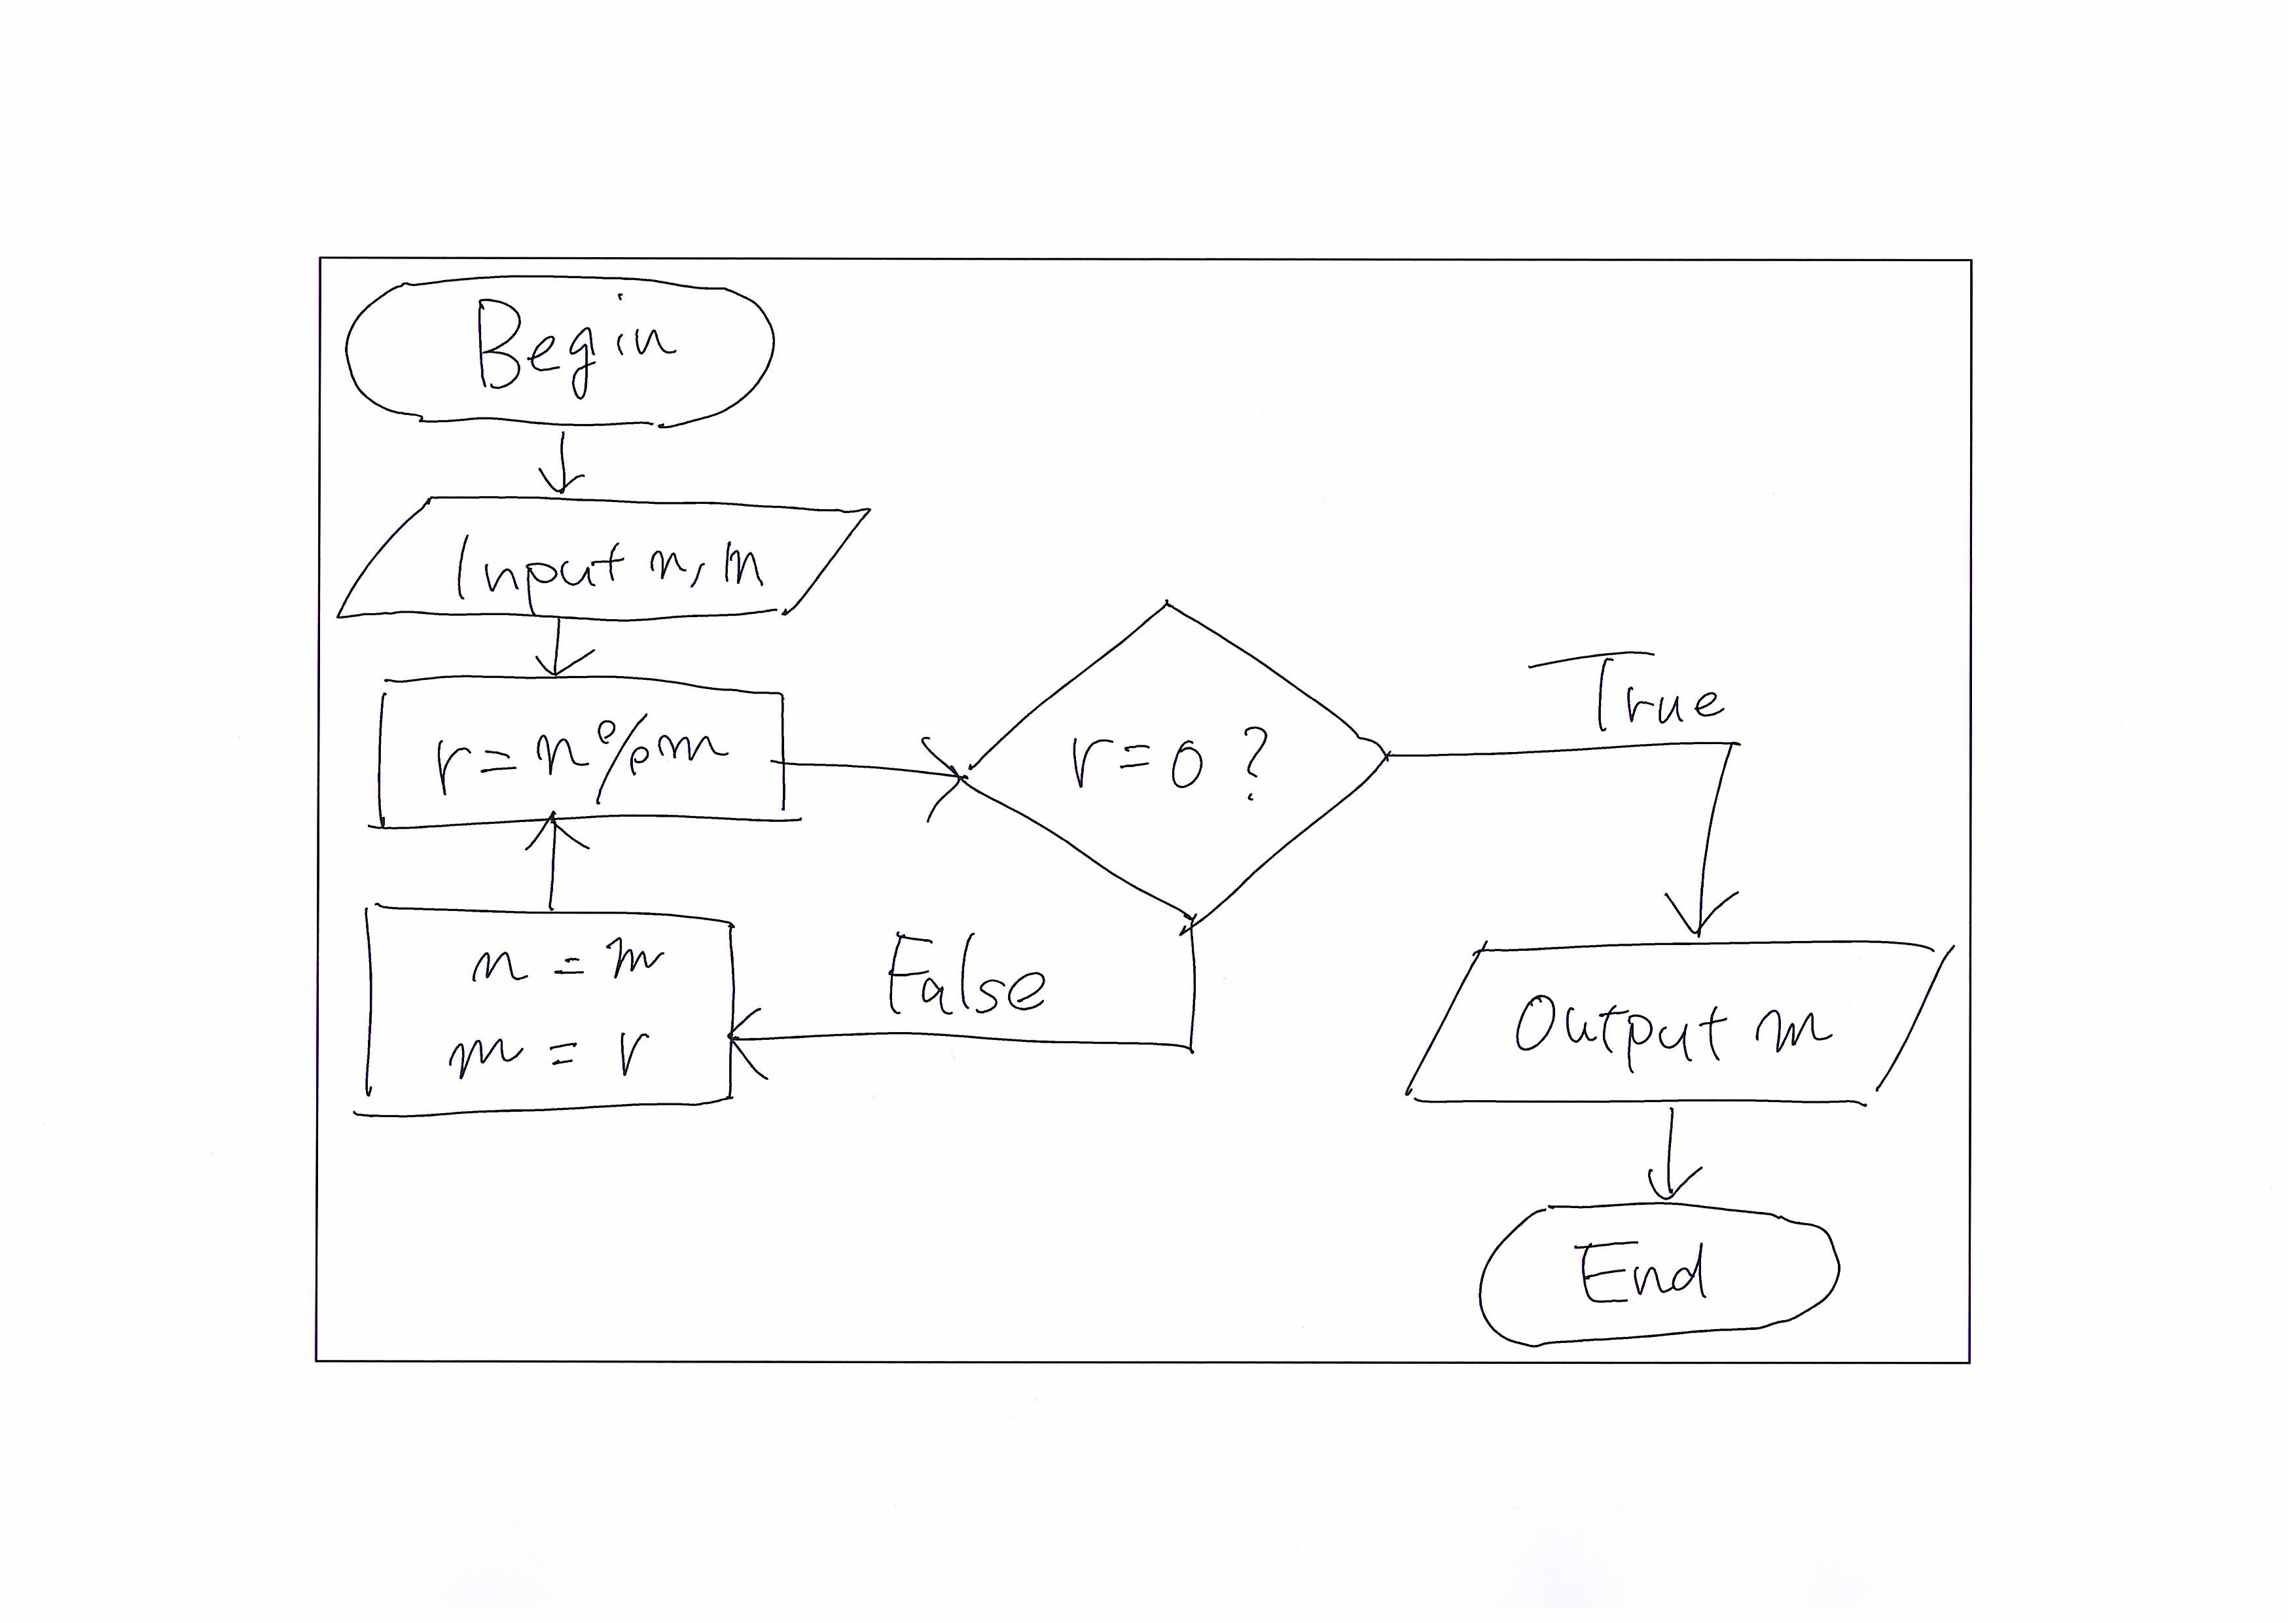 Begin
Input n, m
r = n % m
r = 0 ?
True
False
n = m
m = r
Output m
End